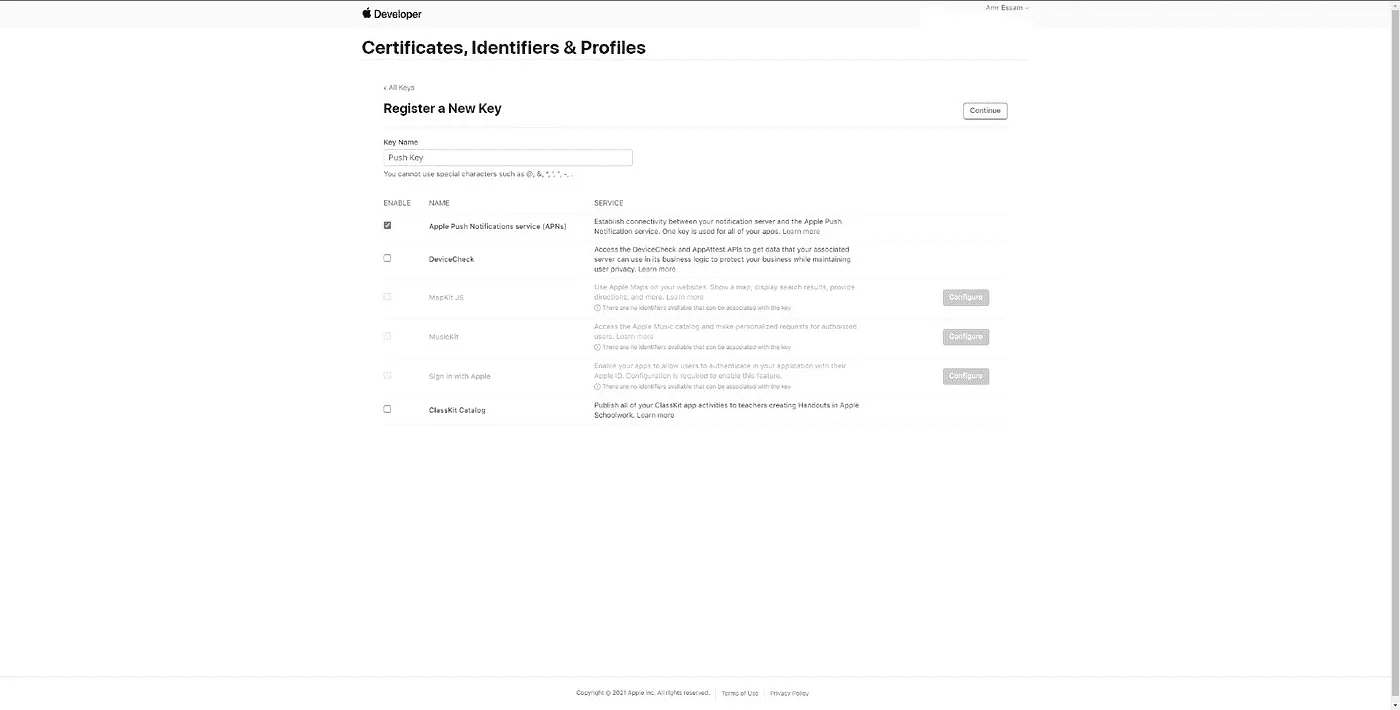 Developer
Amr Essam
Certificates, Identifiers & Profiles
‹ All Keys
Register a New Key
Continue
Key Name
Push Key
You cannot use special characters such as @, &, *, ', ", -, .
ENABLE NAME SERVICE
Apple Push Notifications service (APNs)
Establish connectivity between your notification server and the Apple Push
Notification service. One key is used for all of your apps. Learn more
DeviceCheck
Access the DeviceCheck and AppAttest APIs to get data that your associated
server can use in its business logic to protect your business while maintaining
user privacy. Learn more
MapKit JS
Use Apple Maps on your websites. Show a map, display search results, provide
directions, and more. Learn more
There are no identifiers available that can be associated with the key
Configure
MusicKit
Access the Apple Music catalog and make personalized requests for authorized
users. Learn more
There are no identifiers available that can be associated with the key
Configure
Sign in with Apple
Enable your apps to allow users to authenticate in your application with their
Apple ID. Configuration is required to enable this feature.
There are no identifiers available that can be associated with the key
Configure
ClassKit Catalog
Publish all of your ClassKit app activities to teachers creating Handouts in Apple
Schoolwork. Learn more
Copyright © 2021 Apple Inc. All rights reserved. Terms of Use Privacy Policy